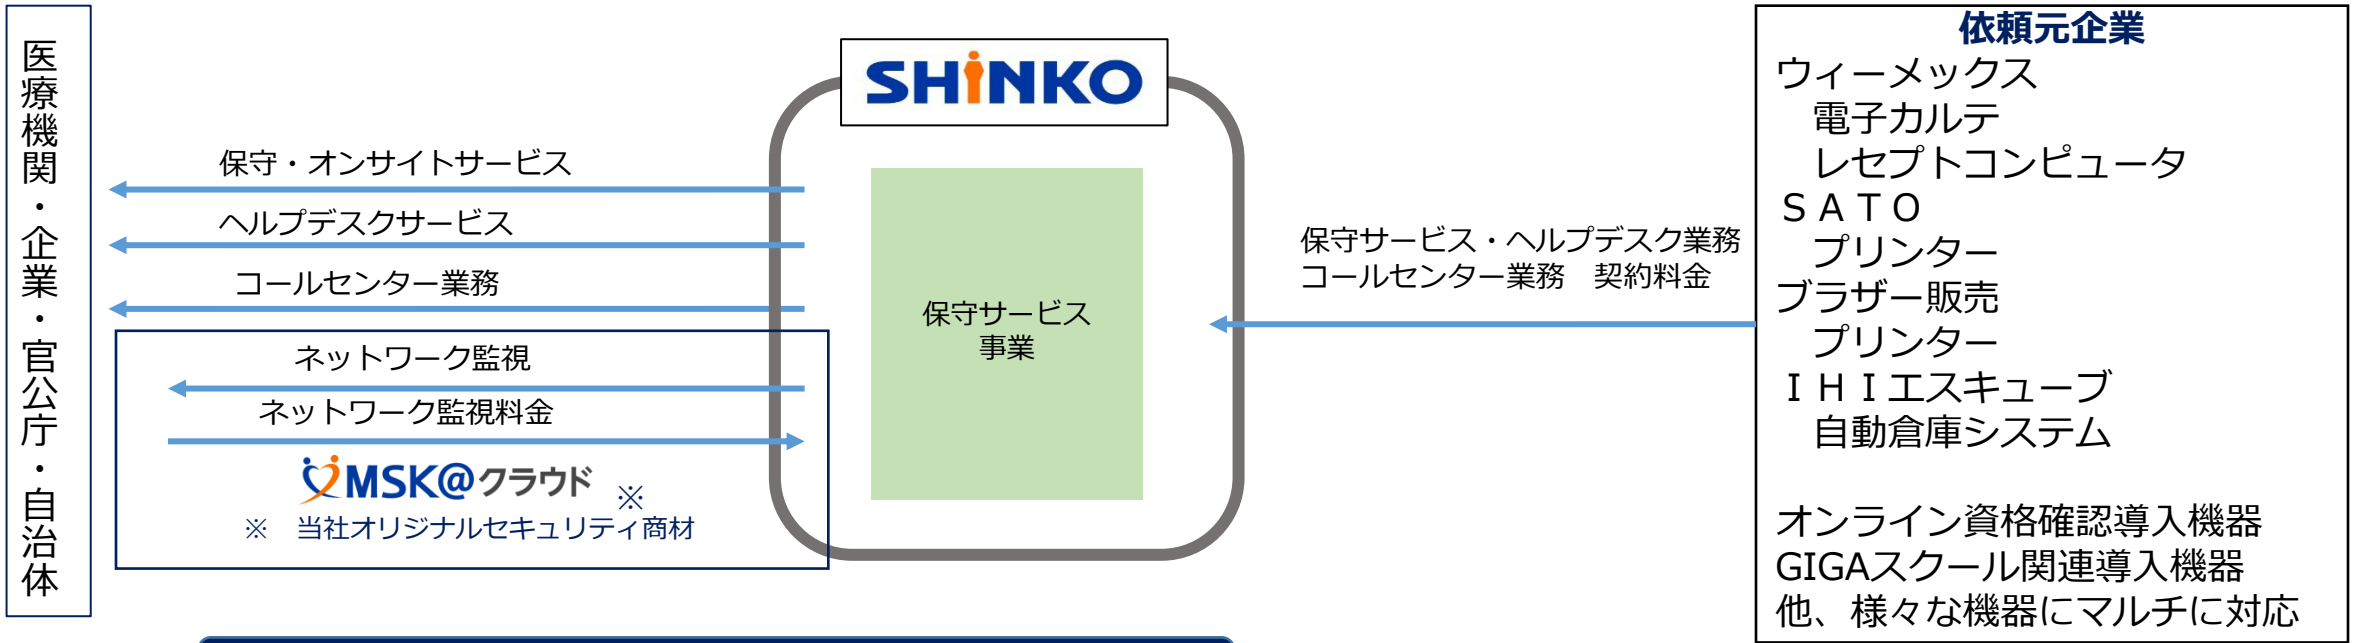 医療機関・企業・官公庁・自治体
SHiNKO
保守・オンサイトサービス
ヘルプデスクサービス
コールセンター業務
ネットワーク監視
ネットワーク監視料金
MSK@クラウド ※
※　当社オリジナルセキュリティ商材
保守サービス
事業
保守サービス・ヘルプデスク業務
コールセンター業務　契約料金
依頼元企業
ウィーメックス
　電子カルテ
　レセプトコンピュータ
ＳＡＴＯ
　プリンター
ブラザー販売
　プリンター
ＩＨＩエスキューブ
　自動倉庫システム
オンライン資格確認導入機器
GIGAスクール関連導入機器
他、様々な機器にマルチに対応